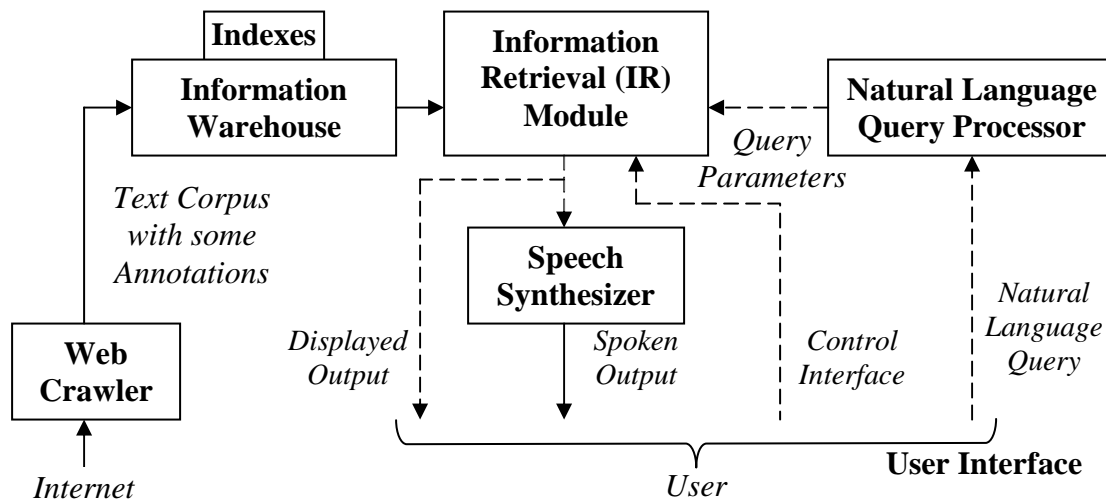 Indexes
Information
Warehouse
Information
Retrieval (IR)
Module
Natural Language
Query Processor
Query
Parameters
Text Corpus
with some
Annotations
Speech
Synthesizer
Web
Crawler
Displayed
Output
Spoken
Output
Control
Interface
Natural
Language
Query
Internet
User
User Interface